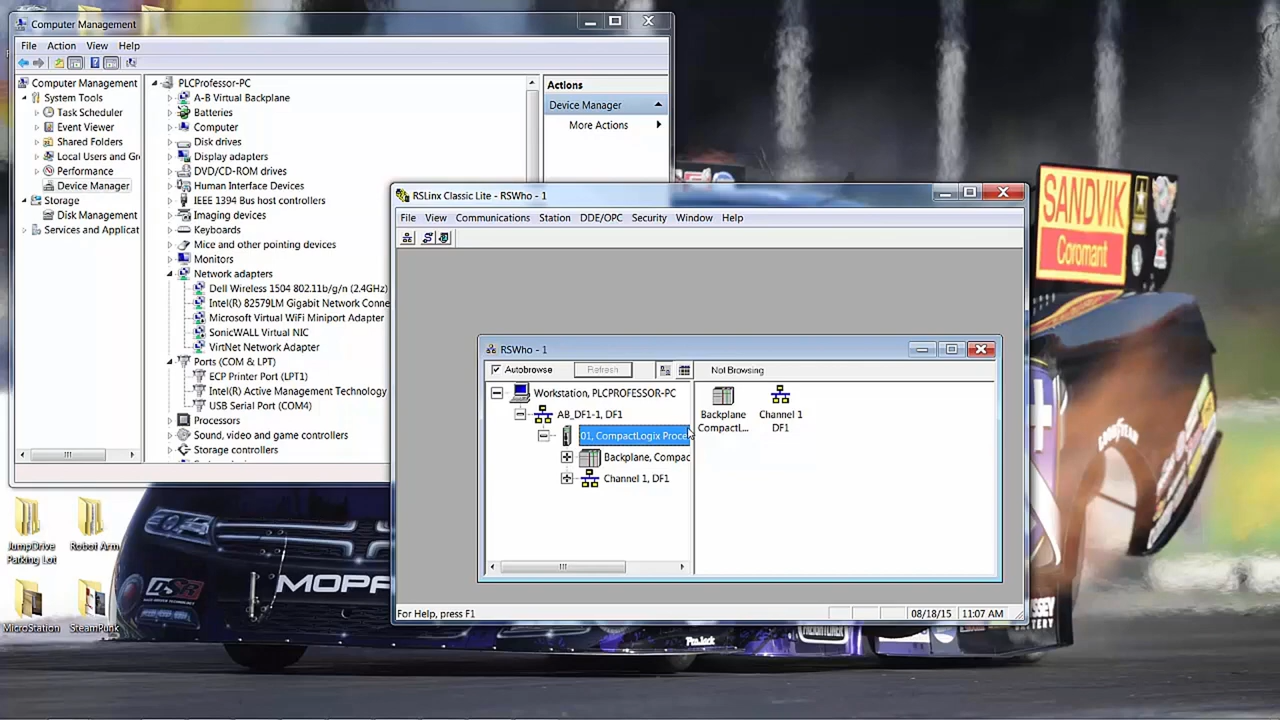 Computer Management
File Action View Help
Computer Management
System Tools
Task Scheduler
Event Viewer
Shared Folders
Local Users and Gr
Performance
Device Manager
Storage
Disk Management
Services and Applicat
PLCProfessor-PC
A-B Virtual Backplane
Batteries
Computer
Disk drives
Display adapters
DVD/CD-ROM drives
Human Interface Devices
IEEE 1394 Bus host controllers
Imaging devices
Keyboards
Mice and other pointing devices
Monitors
Network adapters
Dell Wireless 1504 802.11b/g/n (2.4GHz)
Intel(R) 82579LM Gigabit Network Conne
Microsoft Virtual WiFi Miniport Adapter
SonicWALL Virtual NIC
VirtNet Network Adapter
Ports (COM & LPT)
ECP Printer Port (LPT1)
Intel(R) Active Management Technology
USB Serial Port (COM4)
Processors
Sound, video and game controllers
Storage controllers
Actions
Device Manager
More Actions
RSLinx Classic Lite - RSWho - 1
File View Communications Station DDE/OPC Security Window Help
RSWho - 1
Autobrowse
Refresh
Not Browsing
Workstation, PLCPROFESSOR-PC
AB_DF1-1, DF1
01, CompactLogix Proce
Backplane, Compac
Channel 1, DF1
Backplane
CompactL...
Channel 1
DF1
For Help, press F1
08/18/15
11:07 AM
SANDVIK
Coromant
JumpDrive
Parking Lot
Robot Arm
MicroStation
SteamPunk
MOPA